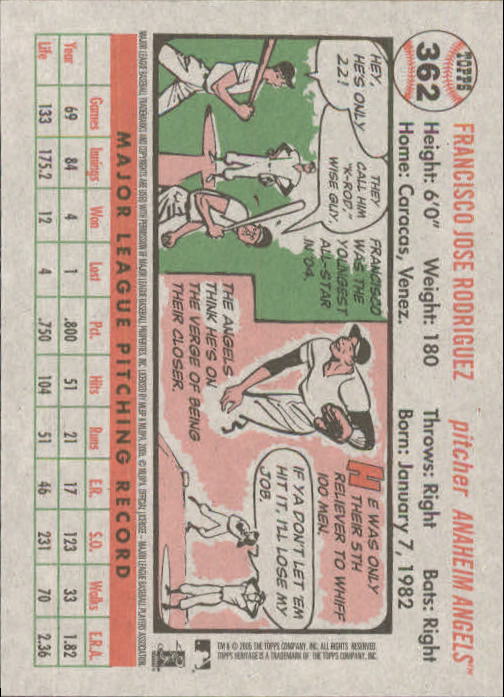 TOPPS
362
FRANCISCO JOSE RODRIGUEZ pitcher ANAHEIM ANGELS™
Height: 6'0" Weight: 180 Throws: Right Bats: Right
Home: Caracas, Venez. Born: January 7, 1982
HEY,
HE'S ONLY
22!
THEY
CALL HIM
"K-ROD,"
WISE GUY.
FRANCISCO
WAS THE
YOUNGEST
ALL-STAR
IN '04.
THE ANGELS
THINK HE'S ON
THE VERGE OF BEING
THEIR CLOSER.
HE WAS ONLY
THEIR 5TH
RELIEVER TO WHIFF
100 MEN.
IF YA DON'T LET 'EM
HIT IT, I'LL LOSE MY
JOB.
TM & © 2005 THE TOPPS COMPANY, INC. ALL RIGHTS RESERVED.
TOPPS HERITAGE IS A TRADEMARK OF THE TOPPS COMPANY, INC.
MAJOR LEAGUE PITCHING RECORD
Year Games Innings Won Lost Pct. Hits Runs E.R. S.O. Walks E.R.A.
69 84 4 1 .800 51 21 17 123 33 1.82
Life 133 175.2 12 4 .750 104 51 46 231 70 2.36